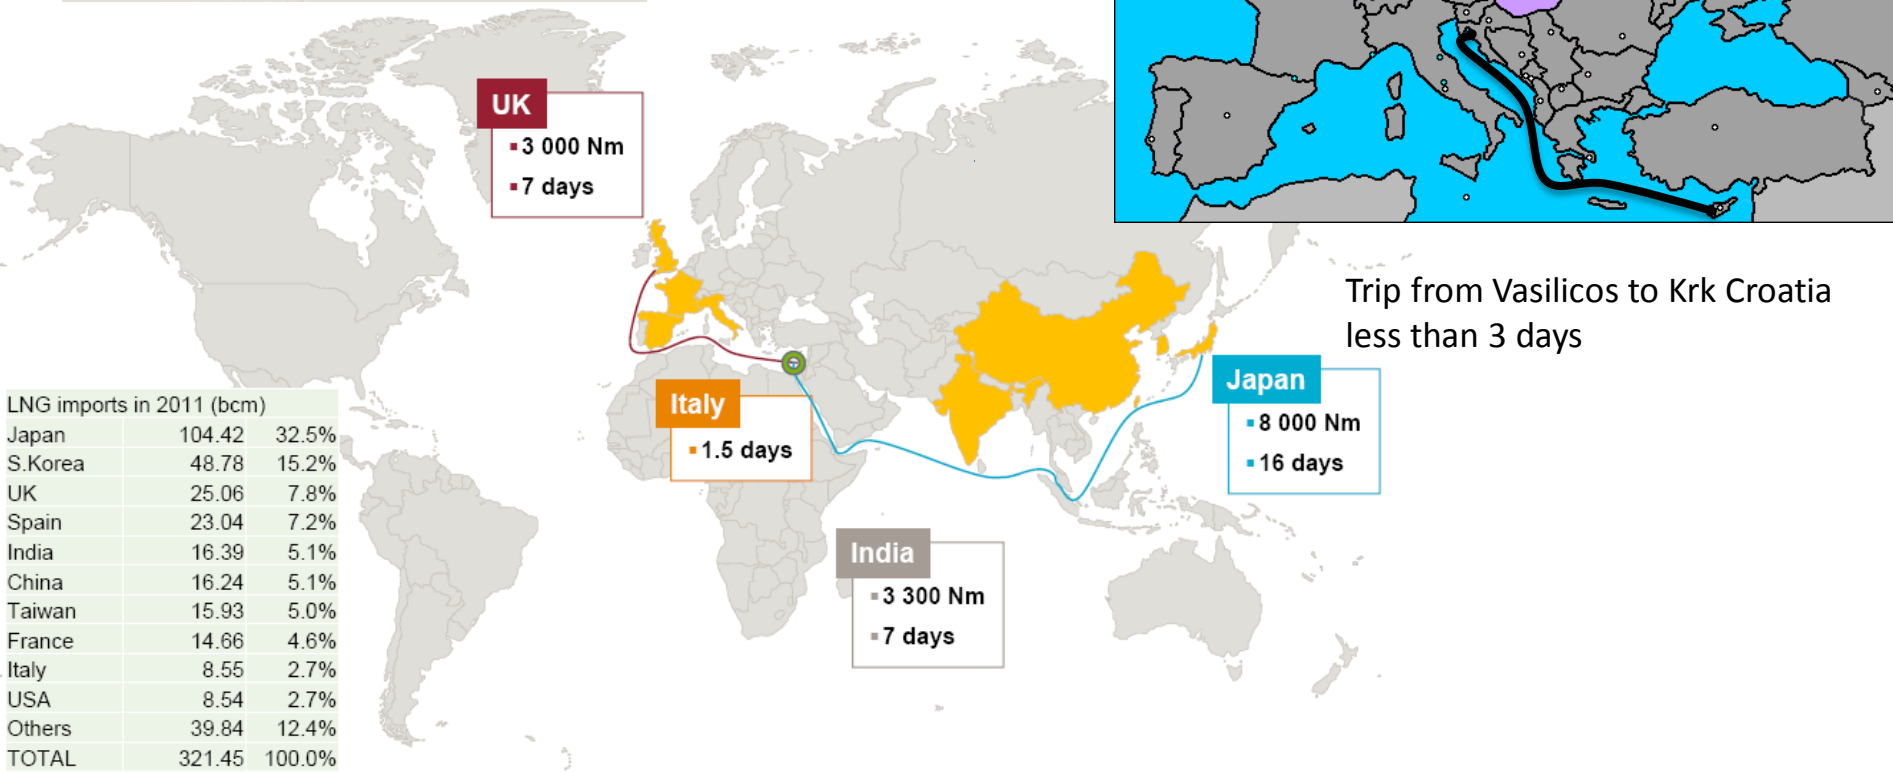 UK
▪3 000 Nm
▪7 days
Trip from Vasilicos to Krk Croatia
less than 3 days
Italy
▪1.5 days
Japan
▪8 000 Nm
▪16 days
India
▪3 300 Nm
▪7 days
LNG imports in 2011 (bcm)
Japan 104.42 32.5%
S.Korea 48.78 15.2%
UK 25.06 7.8%
Spain 23.04 7.2%
India 16.39 5.1%
China 16.24 5.1%
Taiwan 15.93 5.0%
France 14.66 4.6%
Italy 8.55 2.7%
USA 8.54 2.7%
Others 39.84 12.4%
TOTAL 321.45 100.0%